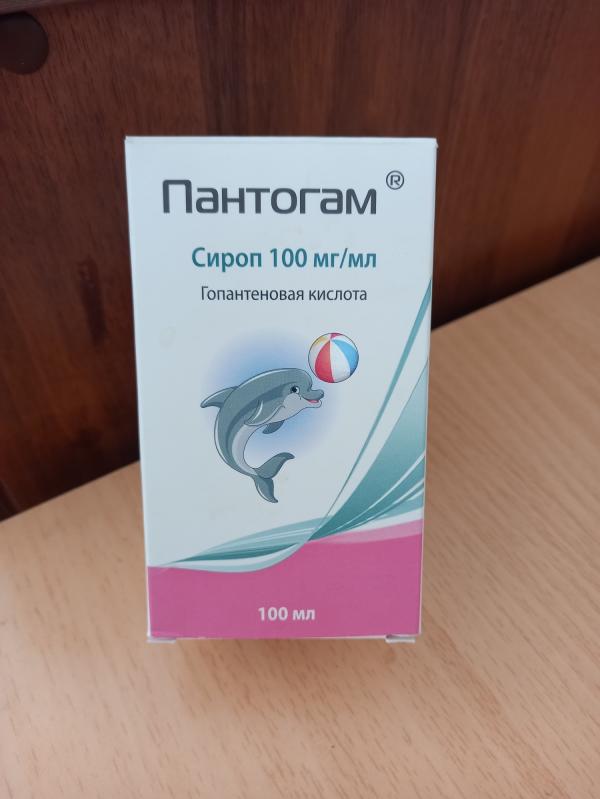 Пантогам ®
Сироп 100 мг/мл
Гопантеновая кислота
100 мл